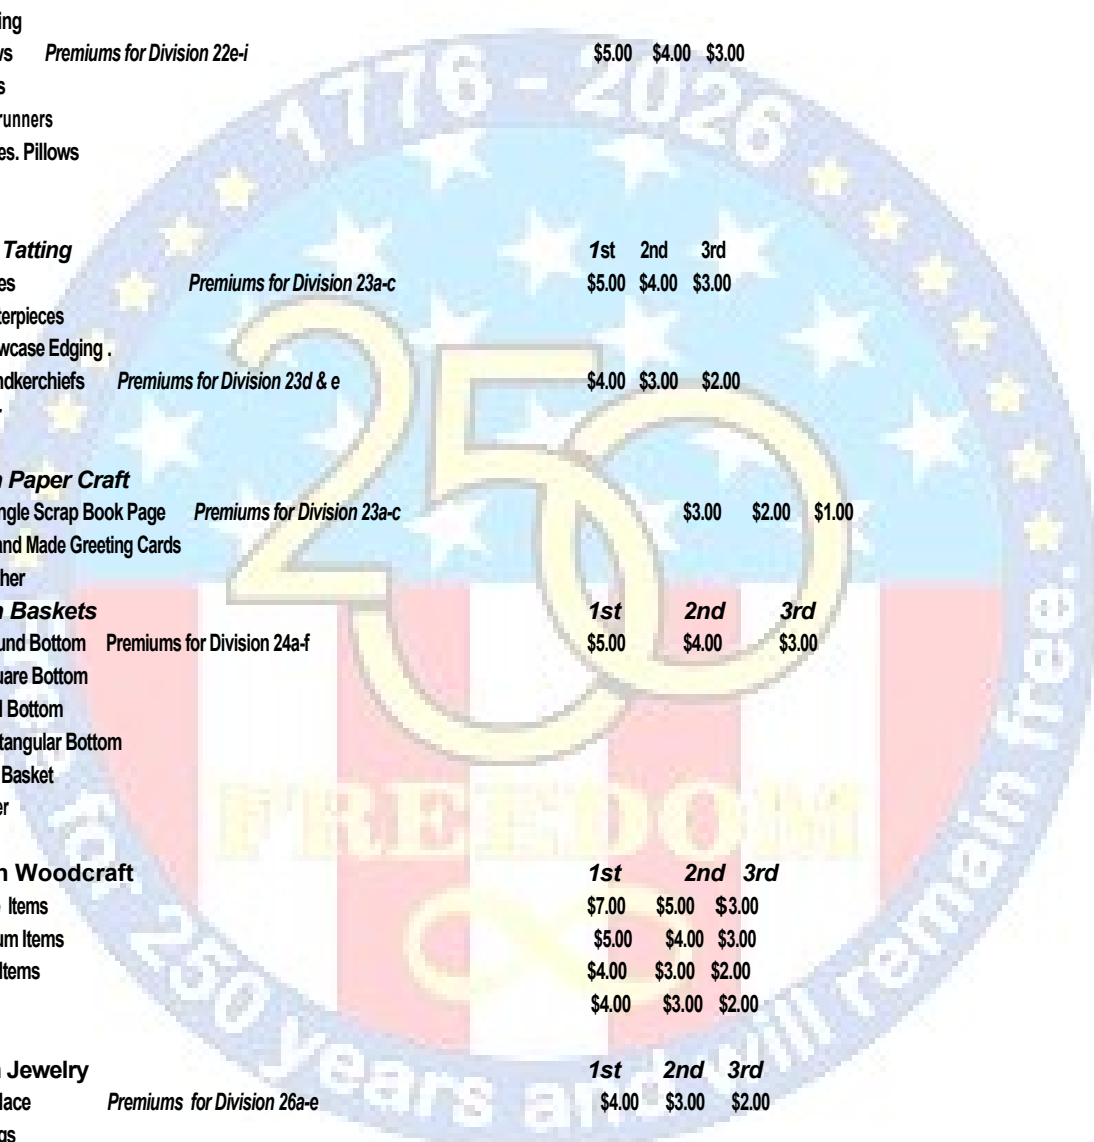 ing
ws Premiums for Division 22e-i $5.00 $4.00 $3.00
s
runners
es. Pillows
Tatting 1st 2nd 3rd
es Premiums for Division 23a-c $5.00 $4.00 $3.00
terpieces
wcase Edging .
ndkerchiefs Premiums for Division 23d & e $4.00 $3.00 $2.00
r
n Paper Craft
ngle Scrap Book Page Premiums for Division 23a-c $3.00 $2.00 $1.00
and Made Greeting Cards
ther
n Baskets 1st 2nd 3rd
und Bottom Premiums for Division 24a-f $5.00 $4.00 $3.00
uare Bottom
l Bottom
tangular Bottom
Basket
er
n Woodcraft 1st 2nd 3rd
e Items $7.00 $5.00 $3.00
um Items $5.00 $4.00 $3.00
Items $4.00 $3.00 $2.00
$4.00 $3.00 $2.00
n Jewelry 1st 2nd 3rd
lace Premiums for Division 26a-e $4.00 $3.00 $2.00
gs
1776 - 2026
250
FREEDOM
for 250 years and will remain free.